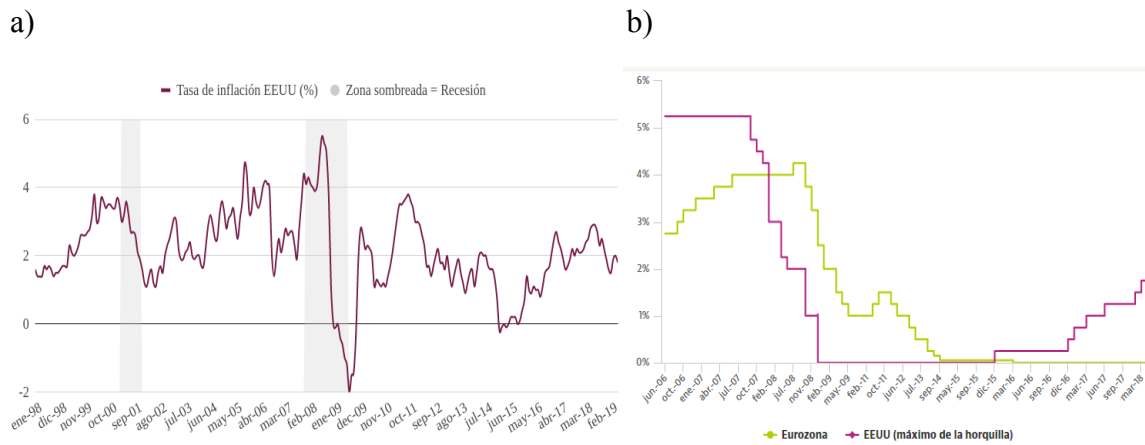 a)
b)
Tasa de inflación EEUU (%) Zona sombreada = Recesión
6
4
2
0
-2
ene-98 dic-98 nov-99 oct-00 sep-01 ago-02 jul-03 jun-04 may-05 abr-06 mar-07 feb-08 ene-09 dic-09 nov-10 oct-11 sep-12 ago-13 jul-14 jun-15 may-16 abr-17 mar-18 feb-19
6%
5%
4%
3%
2%
1%
0%
jun.-06 oct.-06 ene.-07 abr.-07 jul.-07 oct.-07 feb.-08 jul.-08 nov.-08 feb.-09 may.-09 abr.-11 oct.-11 jun.-12 may.-13 jun.-14 sep.-14 may.-15 sep.-15 dic.-15 mar.-16 jun.-16 sep.-16 dic.-16 mar.-17 jun.-17 sep.-17 dic.-17 mar.-18
Eurozona EEUU (máximo de la horquilla)